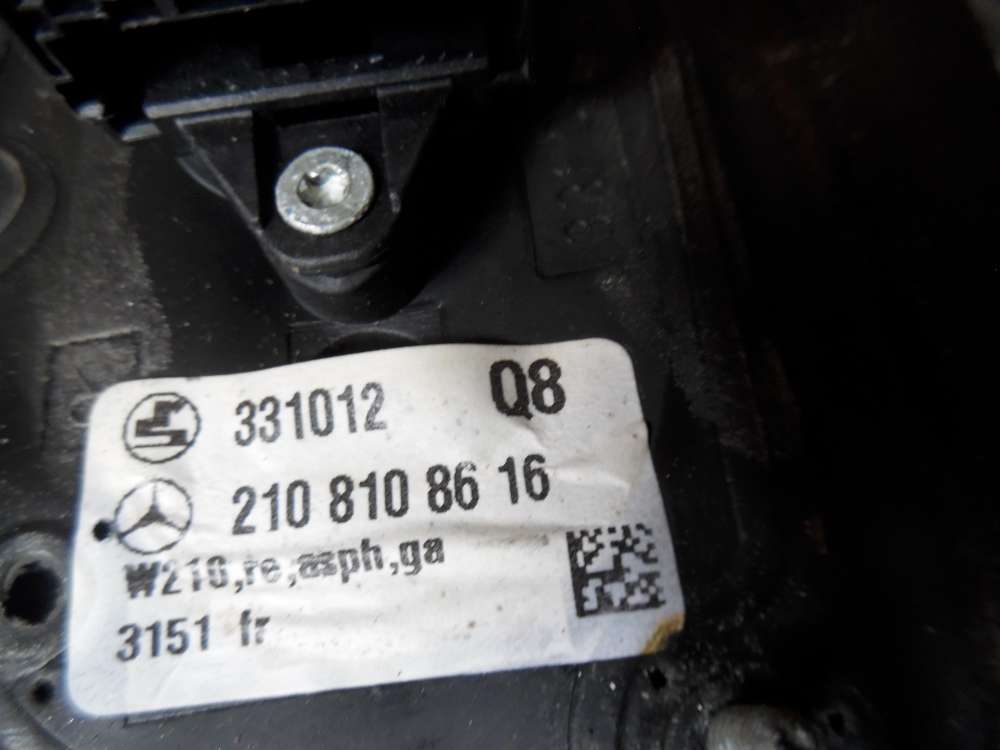 331012 Q8
210 810 86 16
W210,re,asph,ga
3151 fr